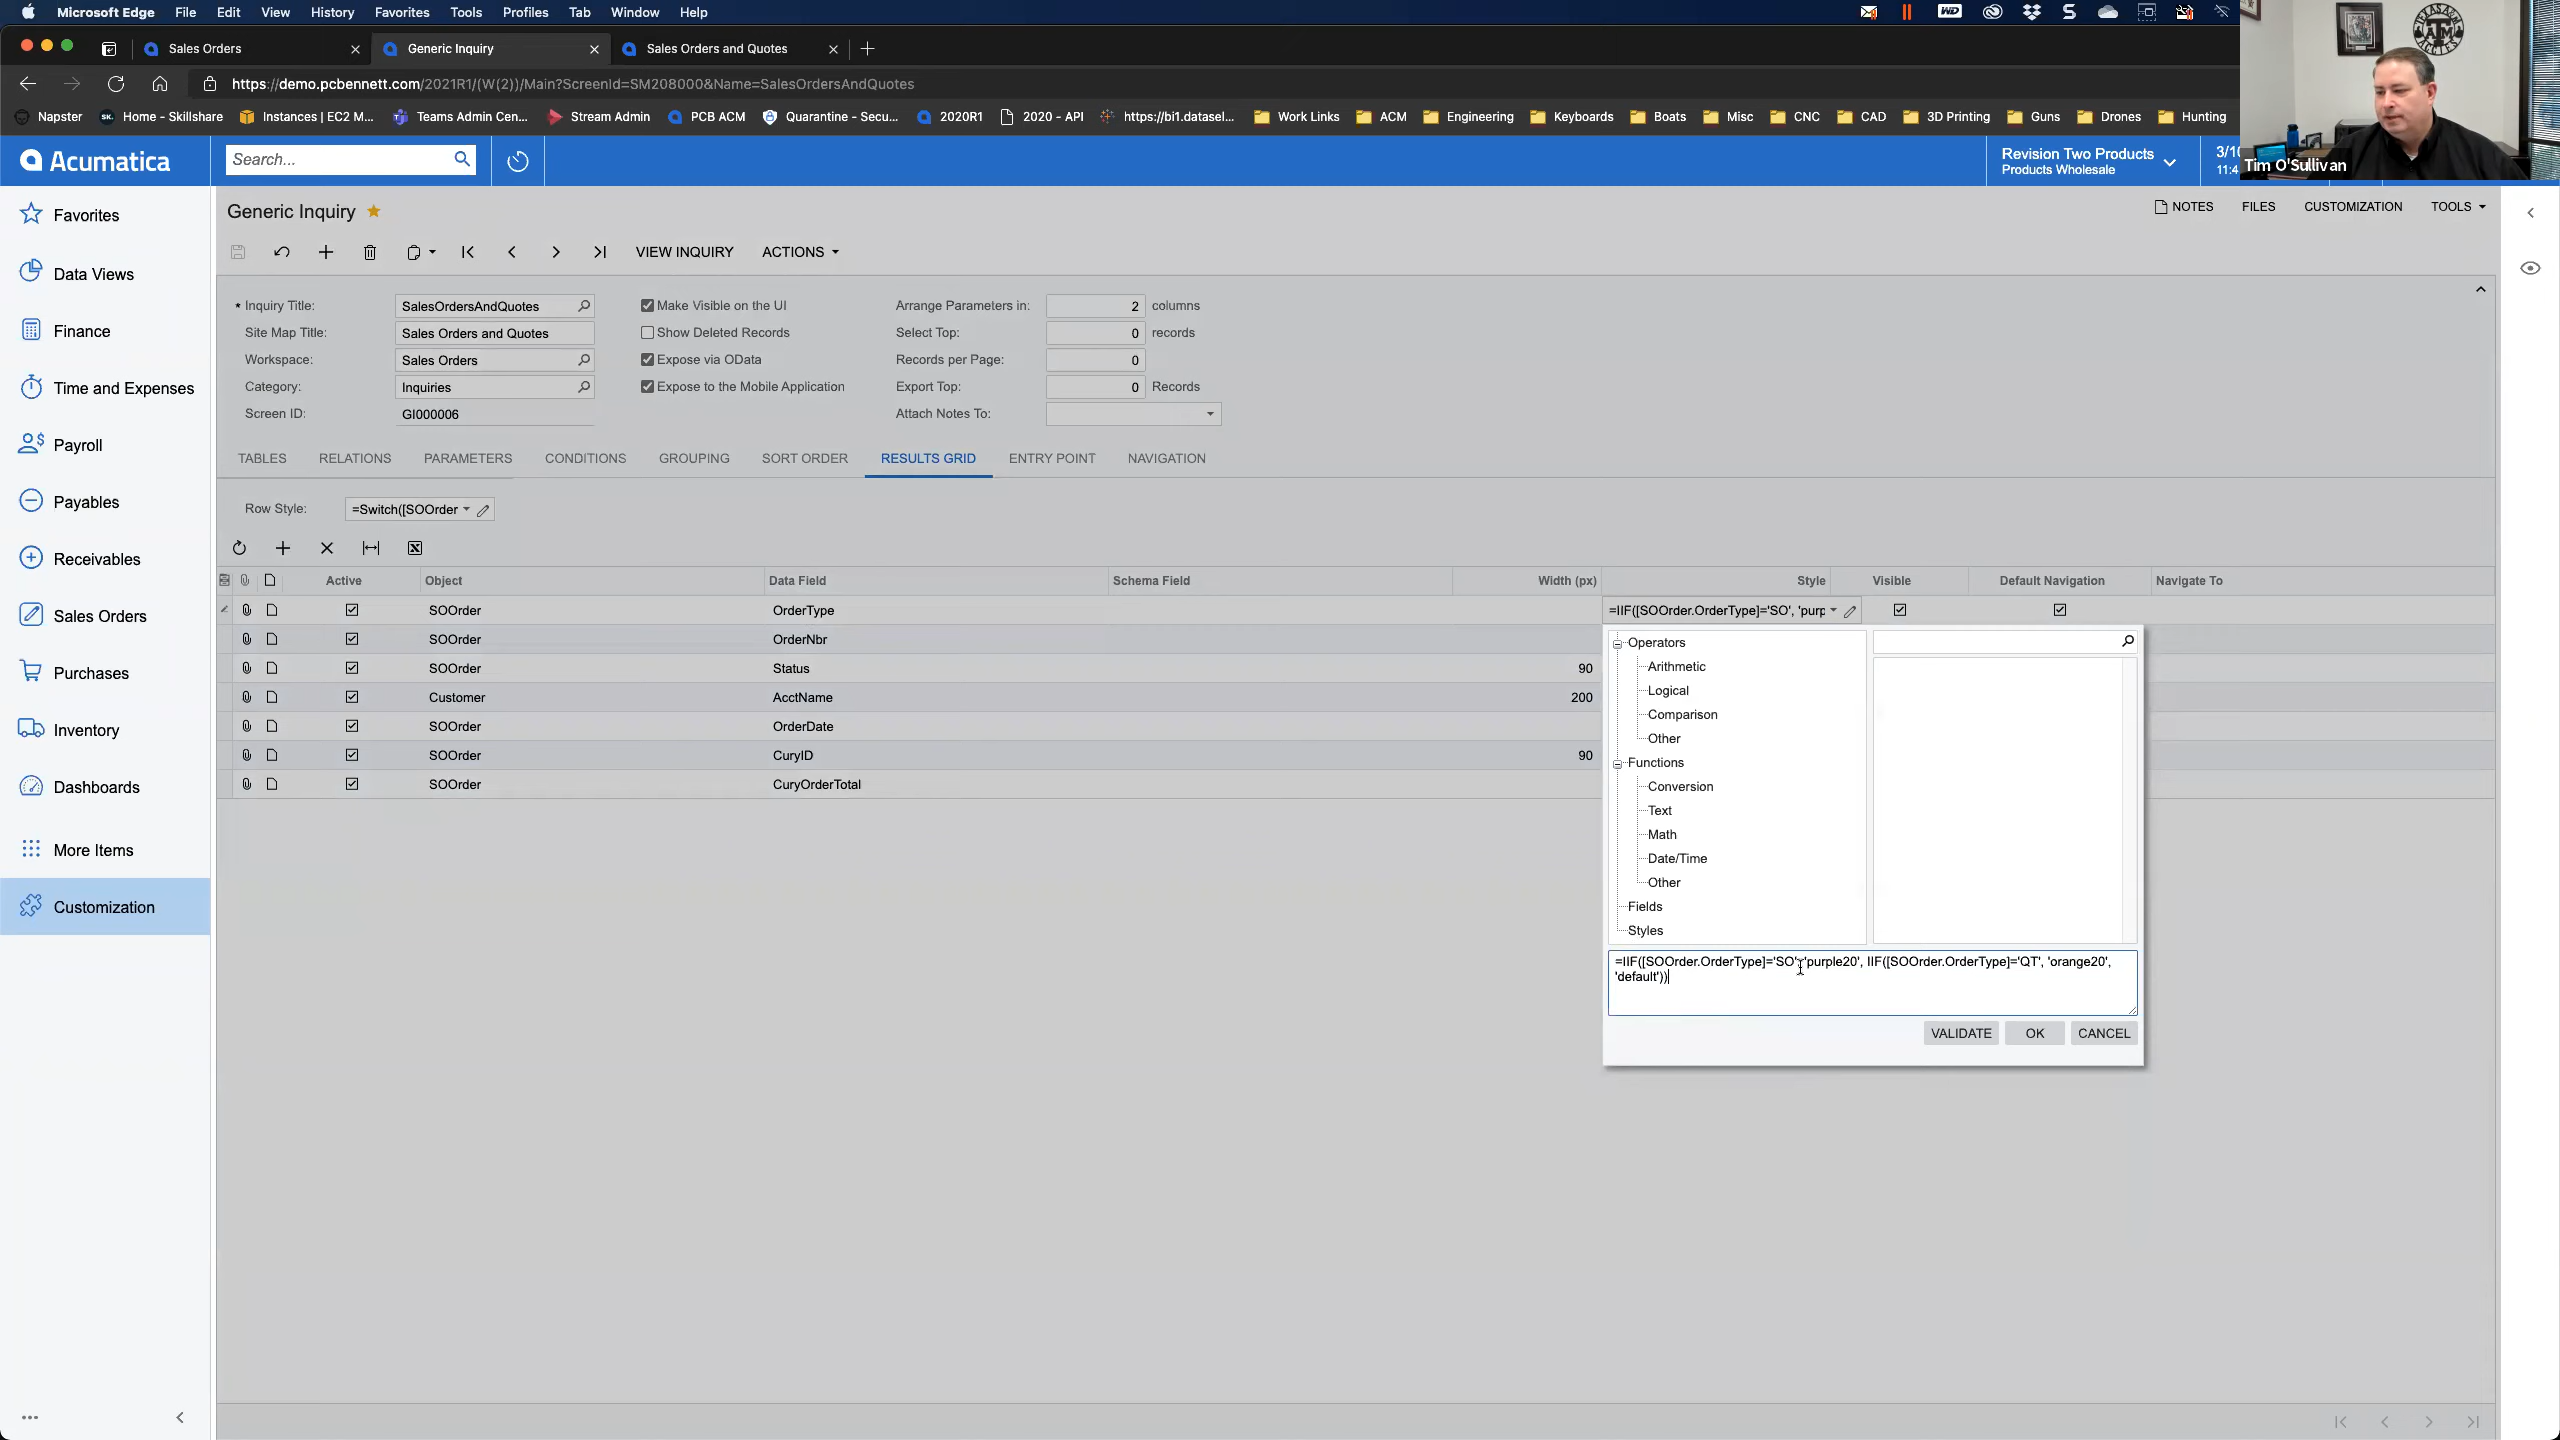 Microsoft Edge File Edit View History Favorites Tools Profiles Tab Window Help
WD
Sales Orders
Generic Inquiry
Sales Orders and Quotes
https://demo.pcbennett.com/2021R1/(W(2))/Main?ScreenId=SM208000&Name=SalesOrdersAndQuotes
Napster
SK. Home - Skillshare
Instances | EC2 M...
Teams Admin Cen...
Stream Admin
PCB ACM
Quarantine - Secu...
2020R1
2020 - API
https://bi1.datasel...
Work Links
ACM
Engineering
Keyboards
Boats
Misc
CNC
CAD
3D Printing
Guns
Drones
Hunting
Tim O'Sullivan
Acumatica
Search...
Revision Two Products
Products Wholesale
3/10
11:4
Favorites
Data Views
Finance
Time and Expenses
Payroll
Payables
Receivables
Sales Orders
Purchases
Inventory
Dashboards
More Items
Customization
Generic Inquiry
NOTES FILES CUSTOMIZATION TOOLS
VIEW INQUIRY ACTIONS
* Inquiry Title: SalesOrdersAndQuotes
Site Map Title: Sales Orders and Quotes
Workspace: Sales Orders
Category: Inquiries
Screen ID: GI000006
Make Visible on the UI
Show Deleted Records
Expose via OData
Expose to the Mobile Application
Arrange Parameters in: 2 columns
Select Top: 0 records
Records per Page: 0
Export Top: 0 Records
Attach Notes To:
TABLES RELATIONS PARAMETERS CONDITIONS GROUPING SORT ORDER RESULTS GRID ENTRY POINT NAVIGATION
Row Style: =Switch([SOOrder
Active Object Data Field Schema Field Width (px) Style Visible Default Navigation Navigate To
SOOrder OrderType =IIF([SOOrder.OrderType]='SO', 'purp
SOOrder OrderNbr
SOOrder Status 90
Customer AcctName 200
SOOrder OrderDate
SOOrder CuryID 90
SOOrder CuryOrderTotal
Operators
Arithmetic
Logical
Comparison
Other
Functions
Conversion
Text
Math
Date/Time
Other
Fields
Styles
=IIF([SOOrder.OrderType]='SO', 'purple20', IIF([SOOrder.OrderType]='QT', 'orange20',
'default'))
VALIDATE OK CANCEL